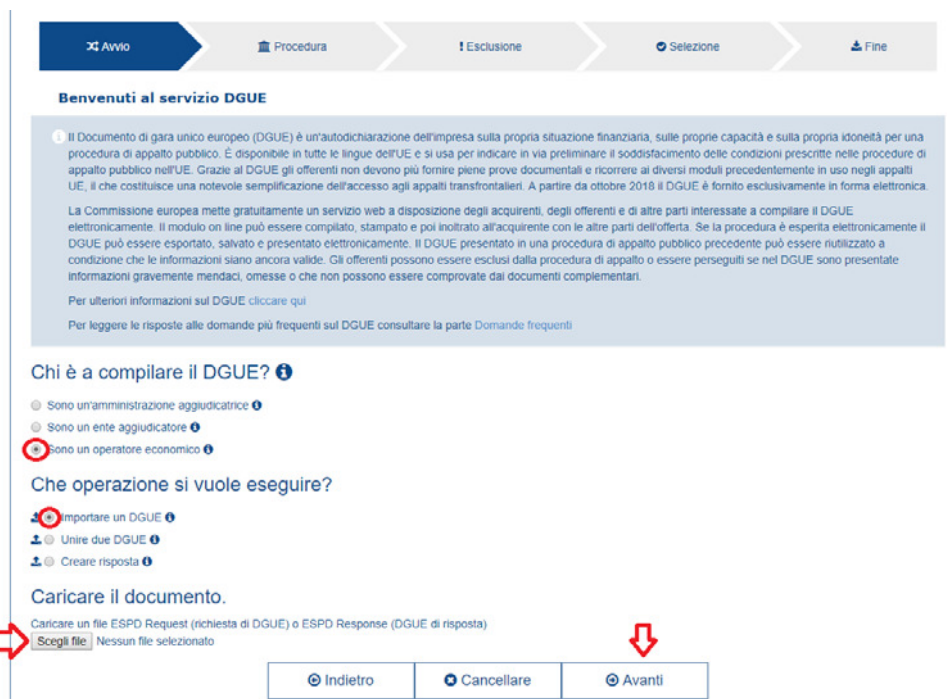 Avvio
Procedura
Esclusione
Selezione
Fine
Benvenuti al servizio DGUE
Il Documento di gara unico europeo (DGUE) è un'autodichiarazione dell'impresa sulla propria situazione finanziaria, sulle proprie capacità e sulla propria idoneità per una
procedura di appalto pubblico. È disponibile in tutte le lingue dell'UE e si usa per indicare in via preliminare il soddisfacimento delle condizioni prescritte nelle procedure di
appalto pubblico nell'UE. Grazie al DGUE gli offerenti non devono più fornire piene prove documentali e ricorrere ai diversi moduli precedentemente in uso negli appalti
UE, il che costituisce una notevole semplificazione dell'accesso agli appalti transfrontalieri. A partire da ottobre 2018 il DGUE è fornito esclusivamente in forma elettronica.
La Commissione europea mette gratuitamente un servizio web a disposizione degli acquirenti, degli offerenti e di altre parti interessate a compilare il DGUE
elettronicamente. Il modulo on line può essere compilato, stampato e poi inoltrato all'acquirente con le altre parti dell'offerta. Se la procedura è esperita elettronicamente il
DGUE può essere esportato, salvato e presentato elettronicamente. Il DGUE presentato in una procedura di appalto pubblico precedente può essere riutilizzato a
condizione che le informazioni siano ancora valide. Gli offerenti possono essere esclusi dalla procedura di appalto o essere perseguiti se nel DGUE sono presentate
informazioni gravemente mendaci, omesse o che non possono essere comprovate dai documenti complementari.
Per ulteriori informazioni sul DGUE cliccare qui
Per leggere le risposte alle domande più frequenti sul DGUE consultare la parte Domande frequenti
Chi è a compilare il DGUE?
Sono un'amministrazione aggiudicatrice
Sono un ente aggiudicatore
Sono un operatore economico
Che operazione si vuole eseguire?
Importare un DGUE
Unire due DGUE
Creare risposta
Caricare il documento.
Caricare un file ESPD Request (richiesta di DGUE) o ESPD Response (DGUE di risposta)
Scegli file Nessun file selezionato
Indietro
Cancellare
Avanti